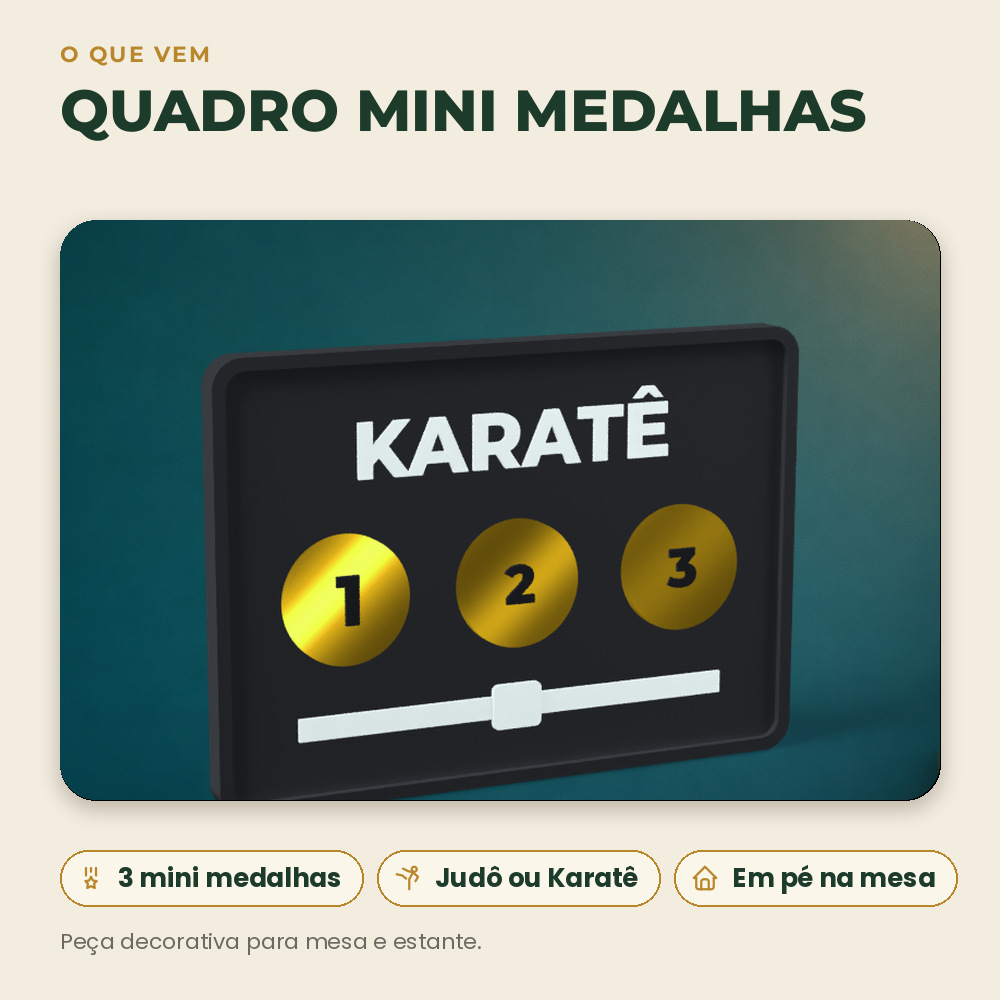 O QUE VEM
QUADRO MINI MEDALHAS
KARATÊ
1 2 3
3 mini medalhas
Judô ou Karatê
Em pé na mesa
Peça decorativa para mesa e estante.